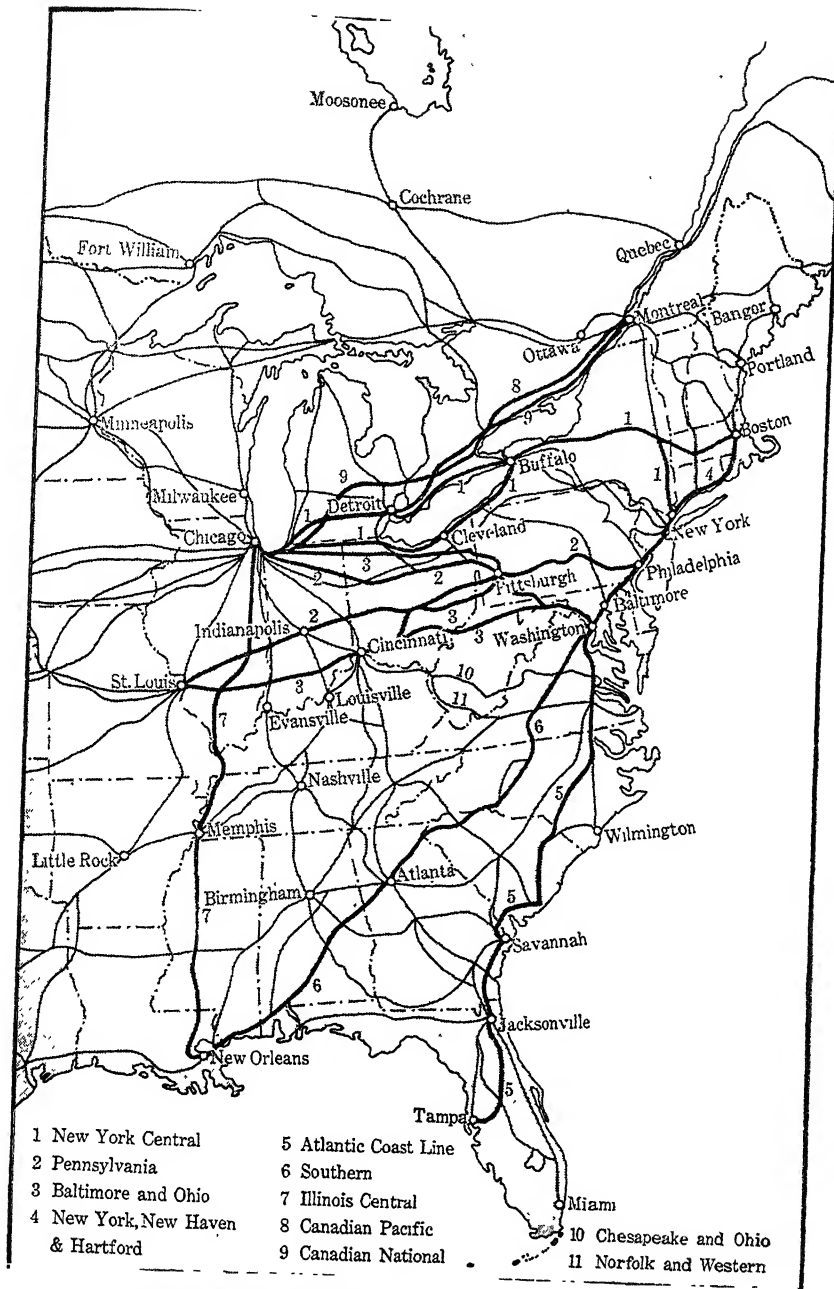 Moosonee
Cochrane
Fort William
Quebec
Montreal
Bangor
Ottawa
Portland
8
9
Minneapolis
1
Boston
Buffalo
9
1
1
4
Milwaukee
Detroit
1
1
Cleveland
New York
Chicago
1
3
2
2
2
Pittsburgh
Philadelphia
Baltimore
2
3
Indianapolis
3
Washington
Cincinnati
St. Louis
3
10
Louisville
11
7
Evansville
6
Nashville
5
Memphis
Wilmington
Little Rock
Atlanta
Birmingham
5
7
Savannah
6
Jacksonville
New Orleans
5
Tampa
Miami
1 New York Central
2 Pennsylvania
3 Baltimore and Ohio
4 New York, New Haven
& Hartford
5 Atlantic Coast Line
6 Southern
7 Illinois Central
8 Canadian Pacific
9 Canadian National
10 Chesapeake and Ohio
11 Norfolk and Western